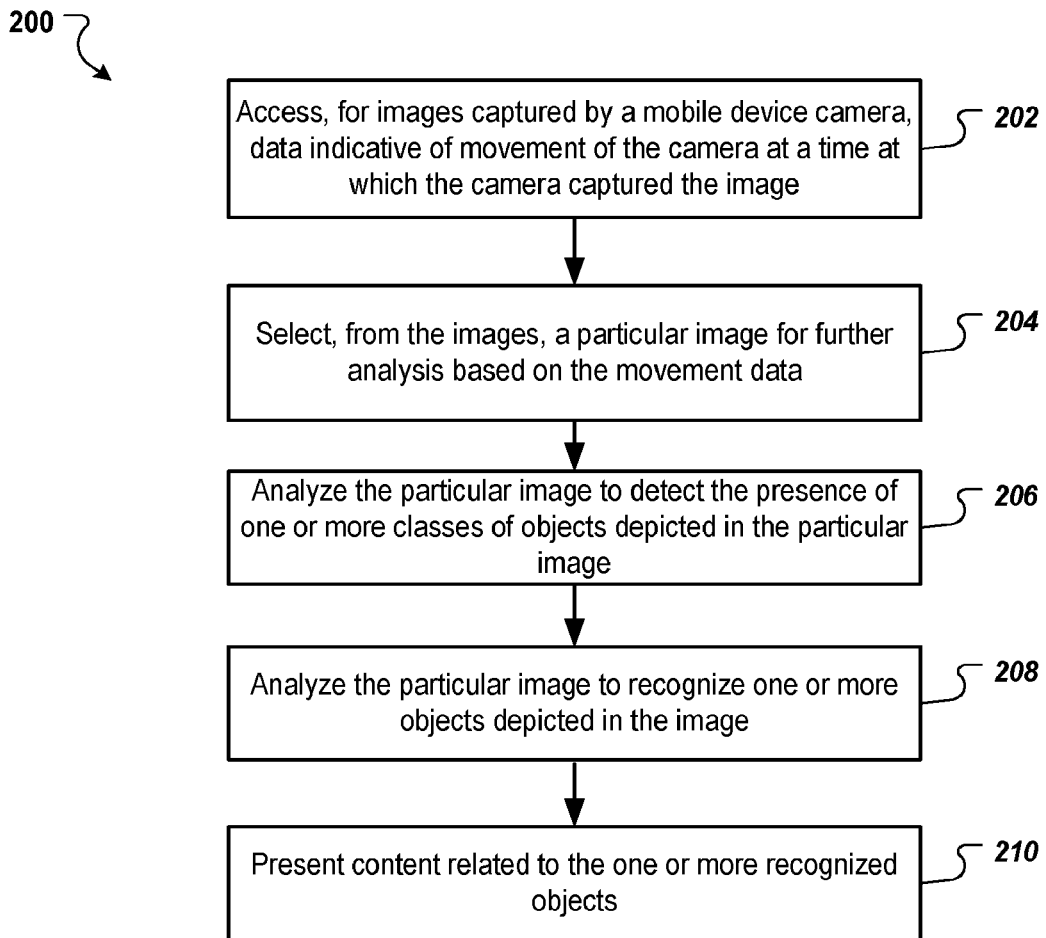 200
Access, for images captured by a mobile device camera,
data indicative of movement of the camera at a time at
which the camera captured the image
202
Select, from the images, a particular image for further
analysis based on the movement data
204
Analyze the particular image to detect the presence of
one or more classes of objects depicted in the particular
image
206
Analyze the particular image to recognize one or more
objects depicted in the image
208
Present content related to the one or more recognized
objects
210